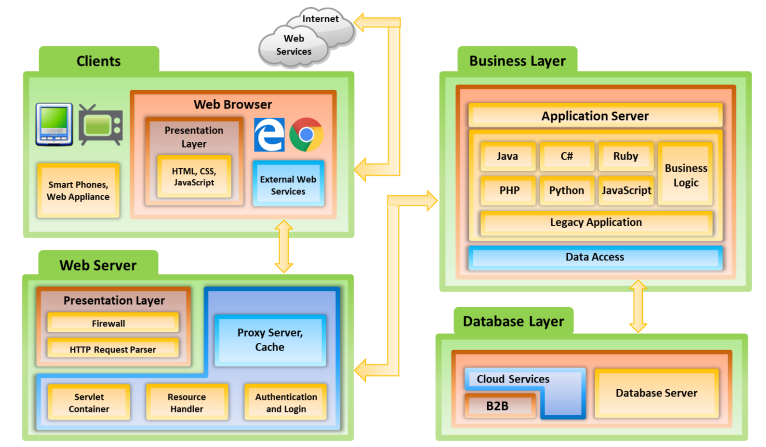 Internet
Web
Services
Clients
Web Browser
Presentation
Layer
HTML, CSS,
JavaScript
External Web
Services
Smart Phones,
Web Appliance
Business Layer
Application Server
Java
C#
Ruby
PHP
Python
JavaScript
Business
Logic
Legacy Application
Data Access
Web Server
Presentation Layer
Firewall
HTTP Request Parser
Proxy Server,
Cache
Servlet
Container
Resource
Handler
Authentication
and Login
Database Layer
Cloud Services
B2B
Database Server